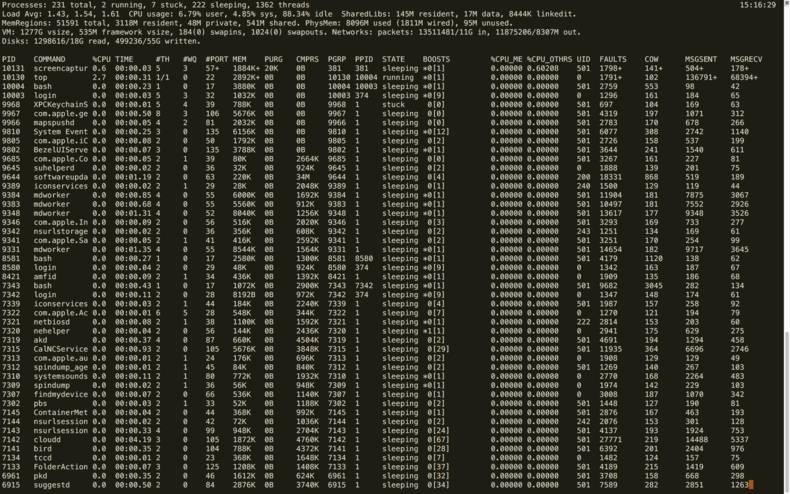 Processes: 231 total, 2 running, 7 stuck, 222 sleeping, 1362 threads 15:16:29
Load Avg: 1.43, 1.54, 1.61 CPU usage: 6.79% user, 4.85% sys, 88.34% idle SharedLibs: 145M resident, 17M data, 8444K linkedit.
MemRegions: 51591 total, 3110M resident, 48M private, 541M shared. PhysMem: 8096M used (1811M wired), 95M unused.
VM: 1277G vsize, 535M framework vsize, 184(0) swapins, 1004(0) swapouts. Networks: packets: 13511481/11G in, 11875206/8307M out.
Disks: 1298616/18G read, 499236/55G written.
PID COMMAND %CPU TIME #TH #WQ #PORT MEM PURG CMPRS PGRP PPID STATE BOOSTS %CPU_ME %CPU_OTHRS UID FAULTS COW MSGSENT MSGRECV
10131 screencaptur 0.6 00:00.03 5 3 57+ 1884K+ 20K 0B 381 381 sleeping *0[1] 0.00000 0.60208 501 1798+ 141+ 504+ 178+
10130 top 2.7 00:00.31 1/1 0 22 2892K+ 0B 0B 10130 10004 running *0[1] 0.00000 0.00000 0 1791+ 102 136791+ 68394+
10004 bash 0.0 00:00.23 1 0 17 3880K 0B 0B 10004 10003 sleeping *0[1] 0.00000 0.00000 501 2759 553 98 42
10003 login 0.0 00:00.09 5 3 32 1032K 0B 0B 10003 374 sleeping *0[9] 0.00000 0.00000 0 1296 161 184 65
9968 XPCKeychainS 0.0 00:00.01 5 4 39 788K 0B 0B 9968 1 stuck 0[0] 0.00000 0.00000 501 697 104 169 63
9967 com.apple.ge 0.0 00:00.50 8 3 106 5676K 0B 0B 9967 1 sleeping 0[0] 0.00000 0.00000 501 4319 197 1071 312
9966 mapspushd 0.0 00:00.05 4 2 81 2032K 0B 0B 9966 1 sleeping 0[0] 0.00000 0.00000 501 2783 170 678 266
9810 System Event 0.0 00:00.25 3 0 135 6156K 0B 0B 9810 1 sleeping *0[12] 0.00000 0.00000 501 6077 308 2742 1140
9805 com.apple.iC 0.0 00:00.08 2 0 50 1792K 0B 0B 9805 1 sleeping 0[2] 0.00000 0.00000 501 2726 158 537 199
9802 BezelUIServe 0.0 00:00.07 3 0 135 3788K 0B 0B 9802 1 sleeping *0[1] 0.00000 0.00000 501 3644 241 1540 611
9685 com.apple.Co 0.0 00:00.05 2 1 39 80K 0B 2664K 9685 1 sleeping 0[0] 0.00000 0.00000 501 3267 161 227 81
9645 suhelperd 0.0 00:00.04 2 0 36 32K 0B 924K 9645 1 sleeping 0[2] 0.00000 0.00000 0 1888 139 201 75
9644 softwareupda 0.0 00:01.19 2 0 63 220K 0B 34M 9644 1 sleeping 0[4] 0.00000 0.00000 200 18331 868 519 189
9389 iconservices 0.0 00:00.02 2 1 29 28K 0B 2048K 9389 1 sleeping 0[1] 0.00000 0.00000 240 1500 129 119 44
9384 mdworker 0.0 00:00.85 4 0 55 6000K 0B 1692K 9384 1 sleeping *0[1] 0.00000 0.00000 501 11904 181 7875 3067
9383 mdworker 0.0 00:00.68 4 0 55 5560K 0B 912K 9383 1 sleeping *0[1] 0.00000 0.00000 501 10497 181 7552 2926
9348 mdworker 0.0 00:01.31 4 0 52 8040K 0B 1256K 9348 1 sleeping *0[1] 0.00000 0.00000 501 13617 177 9348 3526
9346 com.apple.In 0.0 00:00.09 2 0 56 516K 0B 2020K 9346 1 sleeping 0[3] 0.00000 0.00000 501 3293 169 733 277
9342 nsurlstorage 0.0 00:00.02 2 0 36 356K 0B 608K 9342 1 sleeping 0[2] 0.00000 0.00000 243 1251 134 169 61
9341 com.apple.Sa 0.0 00:00.05 2 1 41 416K 0B 2592K 9341 1 sleeping 0[2] 0.00000 0.00000 501 3251 170 254 99
9331 mdworker 0.0 00:01.35 4 0 55 8544K 0B 1564K 9331 1 sleeping *0[1] 0.00000 0.00000 501 14654 182 9717 3645
8581 bash 0.0 00:00.27 1 0 17 2580K 0B 1300K 8581 8580 sleeping *0[1] 0.00000 0.00000 501 4179 1120 138 62
8580 login 0.0 00:00.04 2 0 29 48K 0B 924K 8580 374 sleeping *0[9] 0.00000 0.00000 0 1342 163 187 67
8421 amfid 0.0 00:00.09 2 1 34 436K 0B 1392K 8421 1 sleeping 0[1] 0.00000 0.00000 0 1909 135 186 68
7343 bash 0.0 00:00.43 1 0 17 1072K 0B 2900K 7343 7342 sleeping *0[1] 0.00000 0.00000 501 9682 3045 282 134
7342 login 0.0 00:00.11 2 0 28 8192B 0B 972K 7342 374 sleeping *0[9] 0.00000 0.00000 0 1347 148 174 61
7339 iconservices 0.0 00:00.03 2 1 44 184K 0B 2240K 7339 1 sleeping 0[4] 0.00000 0.00000 501 1987 157 258 92
7322 com.apple.Ac 0.0 00:00.01 6 5 28 548K 0B 344K 7322 1 sleeping 0[7] 0.00000 0.00000 0 1270 121 194 79
7321 netbiosd 0.0 00:00.08 2 1 38 1100K 0B 1592K 7321 1 sleeping *0[1] 0.00000 0.00000 222 2814 153 203 60
7320 nehelper 0.0 00:00.04 2 0 56 144K 0B 2436K 7320 1 sleeping *1[1] 0.00000 0.00000 0 2941 175 629 275
7319 akd 0.0 00:00.37 4 0 87 660K 0B 4504K 7319 1 sleeping 0[2] 0.00000 0.00000 501 4691 194 1294 458
7315 CalNCService 0.0 00:00.93 2 0 105 5676K 0B 3848K 7315 1 sleeping 0[29] 0.00000 0.00000 501 11935 364 6696 2746
7313 com.apple.au 0.0 00:00.01 2 1 24 176K 0B 696K 7313 1 sleeping 0[2] 0.00000 0.00000 0 1908 129 129 49
7312 spindump_age 0.0 00:00.01 2 1 45 84K 0B 840K 7312 1 sleeping 0[2] 0.00000 0.00000 501 1269 140 267 103
7310 systemsounds 0.0 00:00.11 2 1 80 772K 0B 1932K 7310 1 sleeping *0[1] 0.00000 0.00000 0 2770 168 2264 483
7309 spindump 0.0 00:00.02 2 1 36 56K 0B 948K 7309 1 sleeping *0[1] 0.00000 0.00000 0 1974 142 229 103
7307 findmydevice 0.0 00:00.07 2 0 66 536K 0B 1140K 7307 1 sleeping *0[1] 0.00000 0.00000 0 3008 187 1070 342
7302 pbs 0.0 00:00.03 2 1 33 52K 0B 1188K 7302 1 sleeping 0[2] 0.00000 0.00000 501 1448 127 190 81
7145 ContainerMet 0.0 00:00.04 2 0 44 368K 0B 992K 7145 1 sleeping 0[1] 0.00000 0.00000 501 2876 167 463 193
7144 nsurlsession 0.0 00:00.02 2 0 42 72K 0B 1036K 7144 1 sleeping 0[2] 0.00000 0.00000 242 2076 153 301 128
7143 nsurlsession 0.0 00:00.33 4 0 99 948K 0B 2704K 7143 1 sleeping 0[24] 0.00000 0.00000 501 4137 193 1924 753
7142 cloudd 0.0 00:04.19 3 0 105 1872K 0B 4760K 7142 1 sleeping 0[67] 0.00000 0.00000 501 27771 219 14488 5337
7141 bird 0.0 00:00.35 2 0 104 788K 0B 4372K 7141 1 sleeping 0[28] 0.00000 0.00000 501 6392 201 2404 976
7134 tccd 0.0 00:00.01 2 0 23 368K 0B 1648K 7134 1 sleeping 0[7] 0.00000 0.00000 0 1482 124 157 75
7133 FolderAction 0.0 00:00.07 3 0 125 1208K 0B 1408K 7133 1 sleeping 0[37] 0.00000 0.00000 501 4189 215 1419 609
6961 pkd 0.0 00:00.35 2 0 46 1612K 0B 624K 6961 1 sleeping 0[32] 0.00000 0.00000 501 3708 158 668 298
6915 suggestd 0.0 00:00.50 2 0 84 2876K 0B 3740K 6915 1 sleeping 0[34] 0.00000 0.00000 501 7589 282 2851 1263